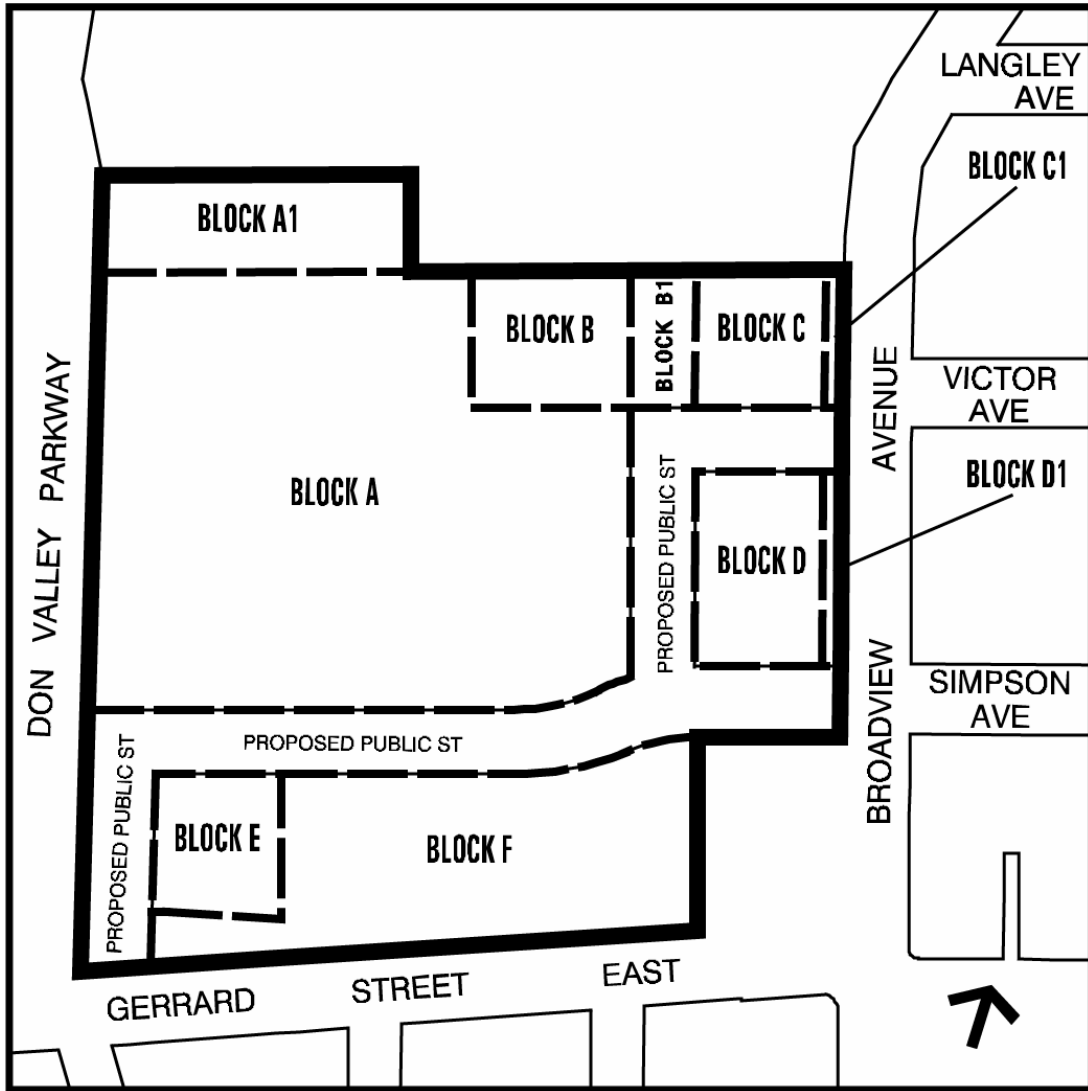 LANGLEY
AVE
BLOCK C1
BLOCK A1
BLOCK B
BLOCK B1
BLOCK C
DON VALLEY PARKWAY
VICTOR
AVE
BROADVIEW AVENUE
BLOCK A
BLOCK D1
PROPOSED PUBLIC ST
BLOCK D
SIMPSON
AVE
PROPOSED PUBLIC ST
PROPOSED PUBLIC ST
BLOCK E
BLOCK F
GERRARD STREET EAST